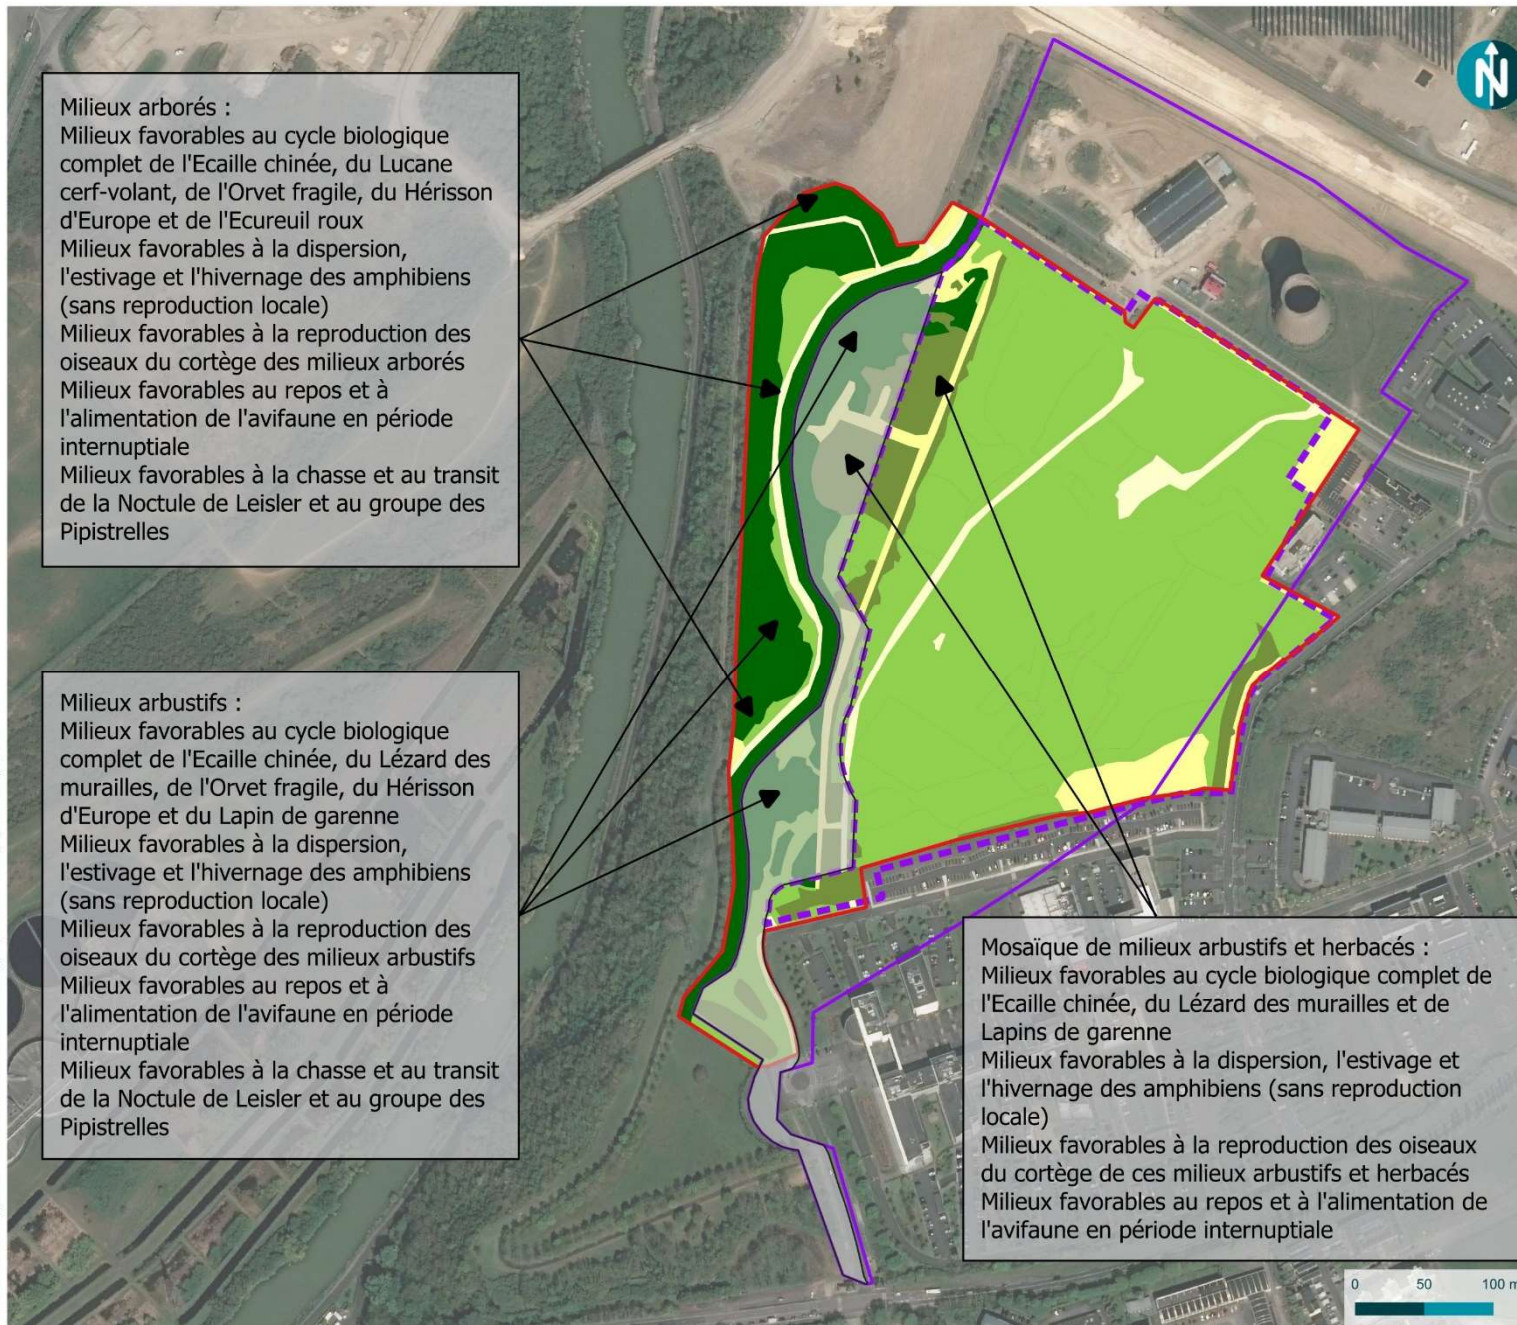 N
Milieux arborés :
Milieux favorables au cycle biologique
complet de l'Ecaille chinée, du Lucane
cerf-volant, de l'Orvet fragile, du Hérisson
d'Europe et de l'Ecureuil roux
Milieux favorables à la dispersion,
l'estivage et l'hivernage des amphibiens
(sans reproduction locale)
Milieux favorables à la reproduction des
oiseaux du cortège des milieux arborés
Milieux favorables au repos et à
l'alimentation de l'avifaune en période
internuptiale
Milieux favorables à la chasse et au transit
de la Noctule de Leisler et au groupe des
Pipistrelles
Milieux arbustifs :
Milieux favorables au cycle biologique
complet de l'Ecaille chinée, du Lézard des
murailles, de l'Orvet fragile, du Hérisson
d'Europe et du Lapin de garenne
Milieux favorables à la dispersion,
l'estivage et l'hivernage des amphibiens
(sans reproduction locale)
Milieux favorables à la reproduction des
oiseaux du cortège des milieux arbustifs
Milieux favorables au repos et à
l'alimentation de l'avifaune en période
internuptiale
Milieux favorables à la chasse et au transit
de la Noctule de Leisler et au groupe des
Pipistrelles
Mosaïque de milieux arbustifs et herbacés :
Milieux favorables au cycle biologique complet de
l'Ecaille chinée, du Lézard des murailles et de
Lapins de garenne
Milieux favorables à la dispersion, l'estivage et
l'hivernage des amphibiens (sans reproduction
locale)
Milieux favorables à la reproduction des oiseaux
du cortège de ces milieux arbustifs et herbacés
Milieux favorables au repos et à l'alimentation de
l'avifaune en période internuptiale
0 50 100 m